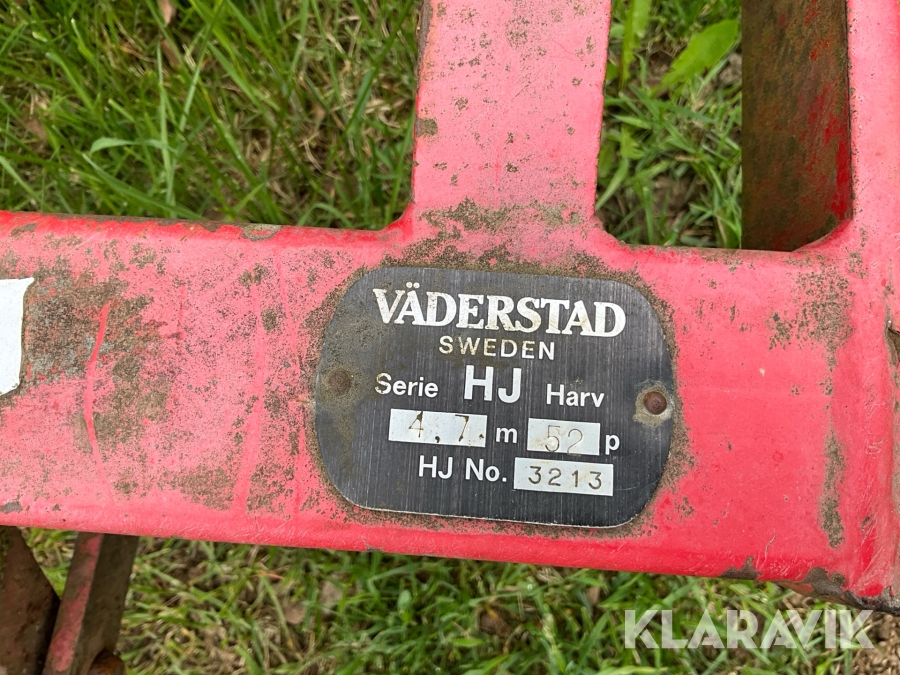 VÄDERSTAD
SWEDEN
Serie HJ Harv
4,7. m 52 p
HJ No. 3213
KLARAVIK